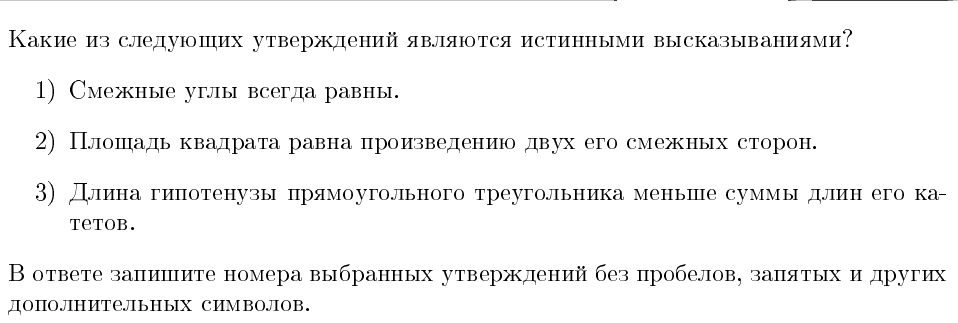 Какие из следующих утверждений являются истинными высказываниями?
1) Смежные углы всегда равны.
2) Площадь квадрата равна произведению двух его смежных сторон.
3) Длина гипотенузы прямоугольного треугольника меньше суммы длин его ка-
тетов.
В ответе запишите номера выбранных утверждений без пробелов, запятых и других
дополнительных символов.